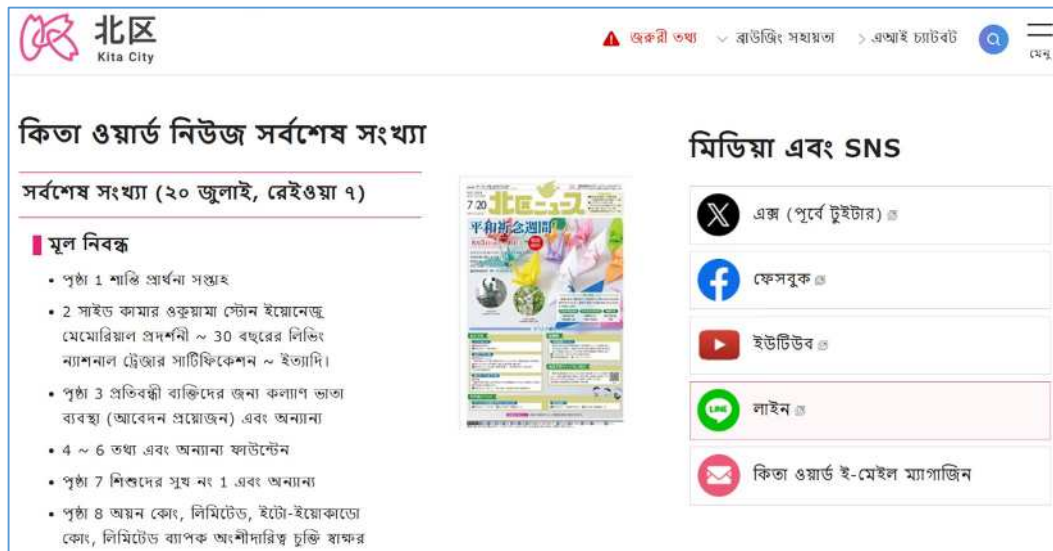 北区
Kita City
জরুরী তথ্য
ব্রাউজিং সহায়তা
এআই চ্যাটবট
মেনু
কিতা ওয়ার্ড নিউজ সর্বশেষ সংখ্যা
সর্বশেষ সংখ্যা (২০ জুলাই, রেইওয়া ৭)
মূল নিবন্ধ
• পৃষ্ঠা 1 শান্তি প্রার্থনা সপ্তাহ
• 2 সাইড কামার ওকুয়ামা স্টোন ইয়োনেজু
মেমোরিয়াল প্রদর্শনী ~ 30 বছরের লিভিং
ন্যাশনাল ট্রেজার সার্টিফিকেশন ~ ইত্যাদি।
• পৃষ্ঠা 3 প্রতিবন্ধী ব্যক্তিদের জন্য কল্যাণ ভাতা
ব্যবস্থা (আবেদন প্রয়োজন) এবং অন্যান্য
• 4 ~ 6 তথ্য এবং অন্যান্য ফাউন্টেন
• পৃষ্ঠা 7 শিশুদের সুখ নং 1 এবং অন্যান্য
• পৃষ্ঠা 8 অয়ন কোং, লিমিটেড, ইটো-ইয়োকাডো
কোং, লিমিটেড ব্যাপক অংশীদারিত্ব চুক্তি স্বাক্ষর
7/20 北区ニュース
平和祈念週間
মিডিয়া এবং SNS
এক্স (পূর্বে টুইটার)
ফেসবুক
ইউটিউব
LINE
লাইন
কিতা ওয়ার্ড ই-মেইল ম্যাগাজিন